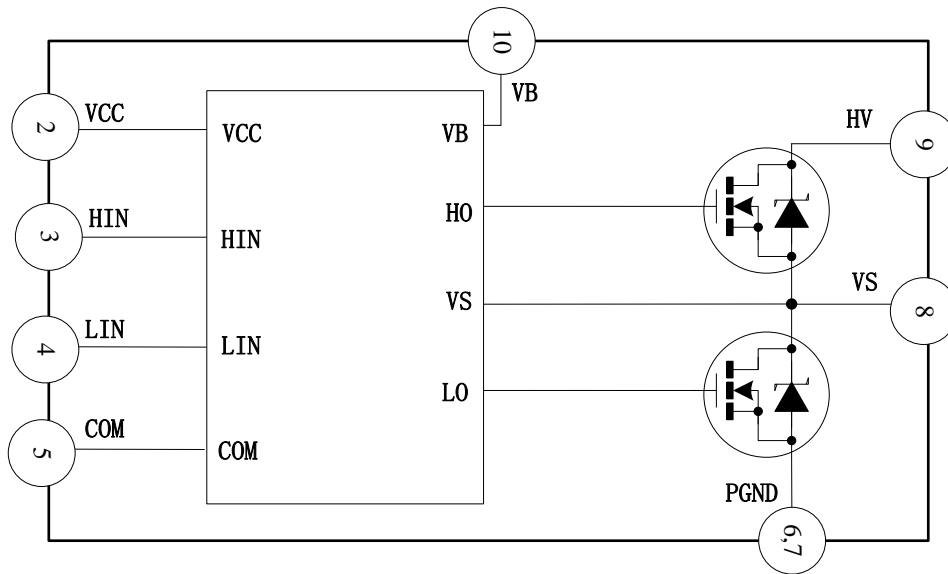 10
VB
2
VCC
VCC
VB
HV
9
3
HIN
HIN
HO
VS
VS
8
4
LIN
LIN
LO
5
COM
COM
PGND
6,7